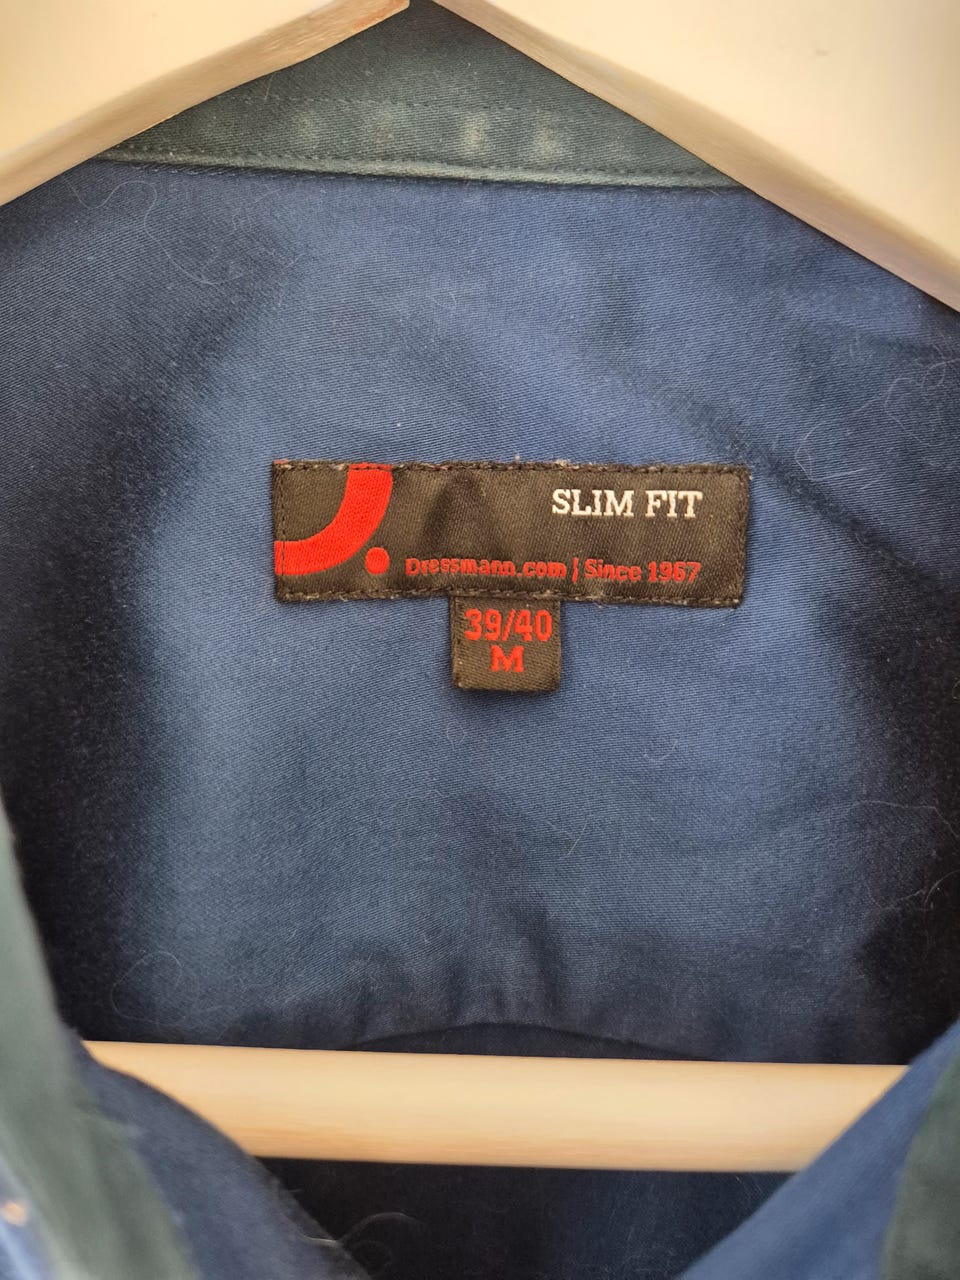 SLIM FIT
Dressmann.com | Since 1967
39/40
M